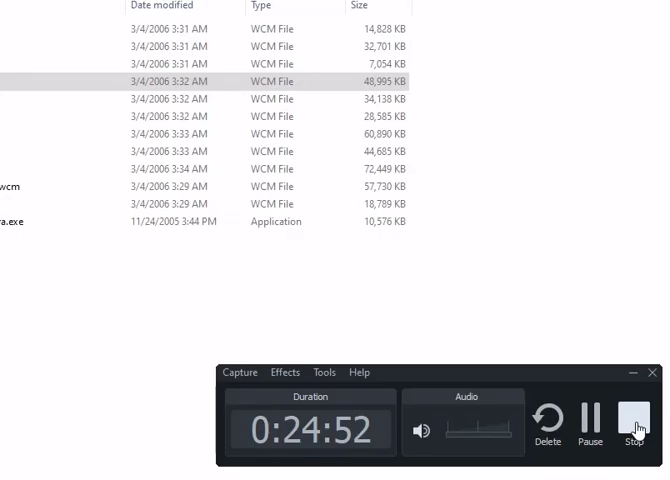 Date modified Type Size
3/4/2006 3:31 AM WCM File 14,828 KB
3/4/2006 3:31 AM WCM File 32,701 KB
3/4/2006 3:31 AM WCM File 7,054 KB
3/4/2006 3:32 AM WCM File 48,995 KB
3/4/2006 3:32 AM WCM File 34,138 KB
3/4/2006 3:32 AM WCM File 28,585 KB
3/4/2006 3:33 AM WCM File 60,890 KB
3/4/2006 3:33 AM WCM File 44,685 KB
3/4/2006 3:34 AM WCM File 72,449 KB
wcm 3/4/2006 3:29 AM WCM File 57,730 KB
3/4/2006 3:29 AM WCM File 18,789 KB
a.exe 11/24/2005 3:44 PM Application 10,576 KB
Capture Effects Tools Help
Duration Audio
0:24:52
Delete Pause Stop